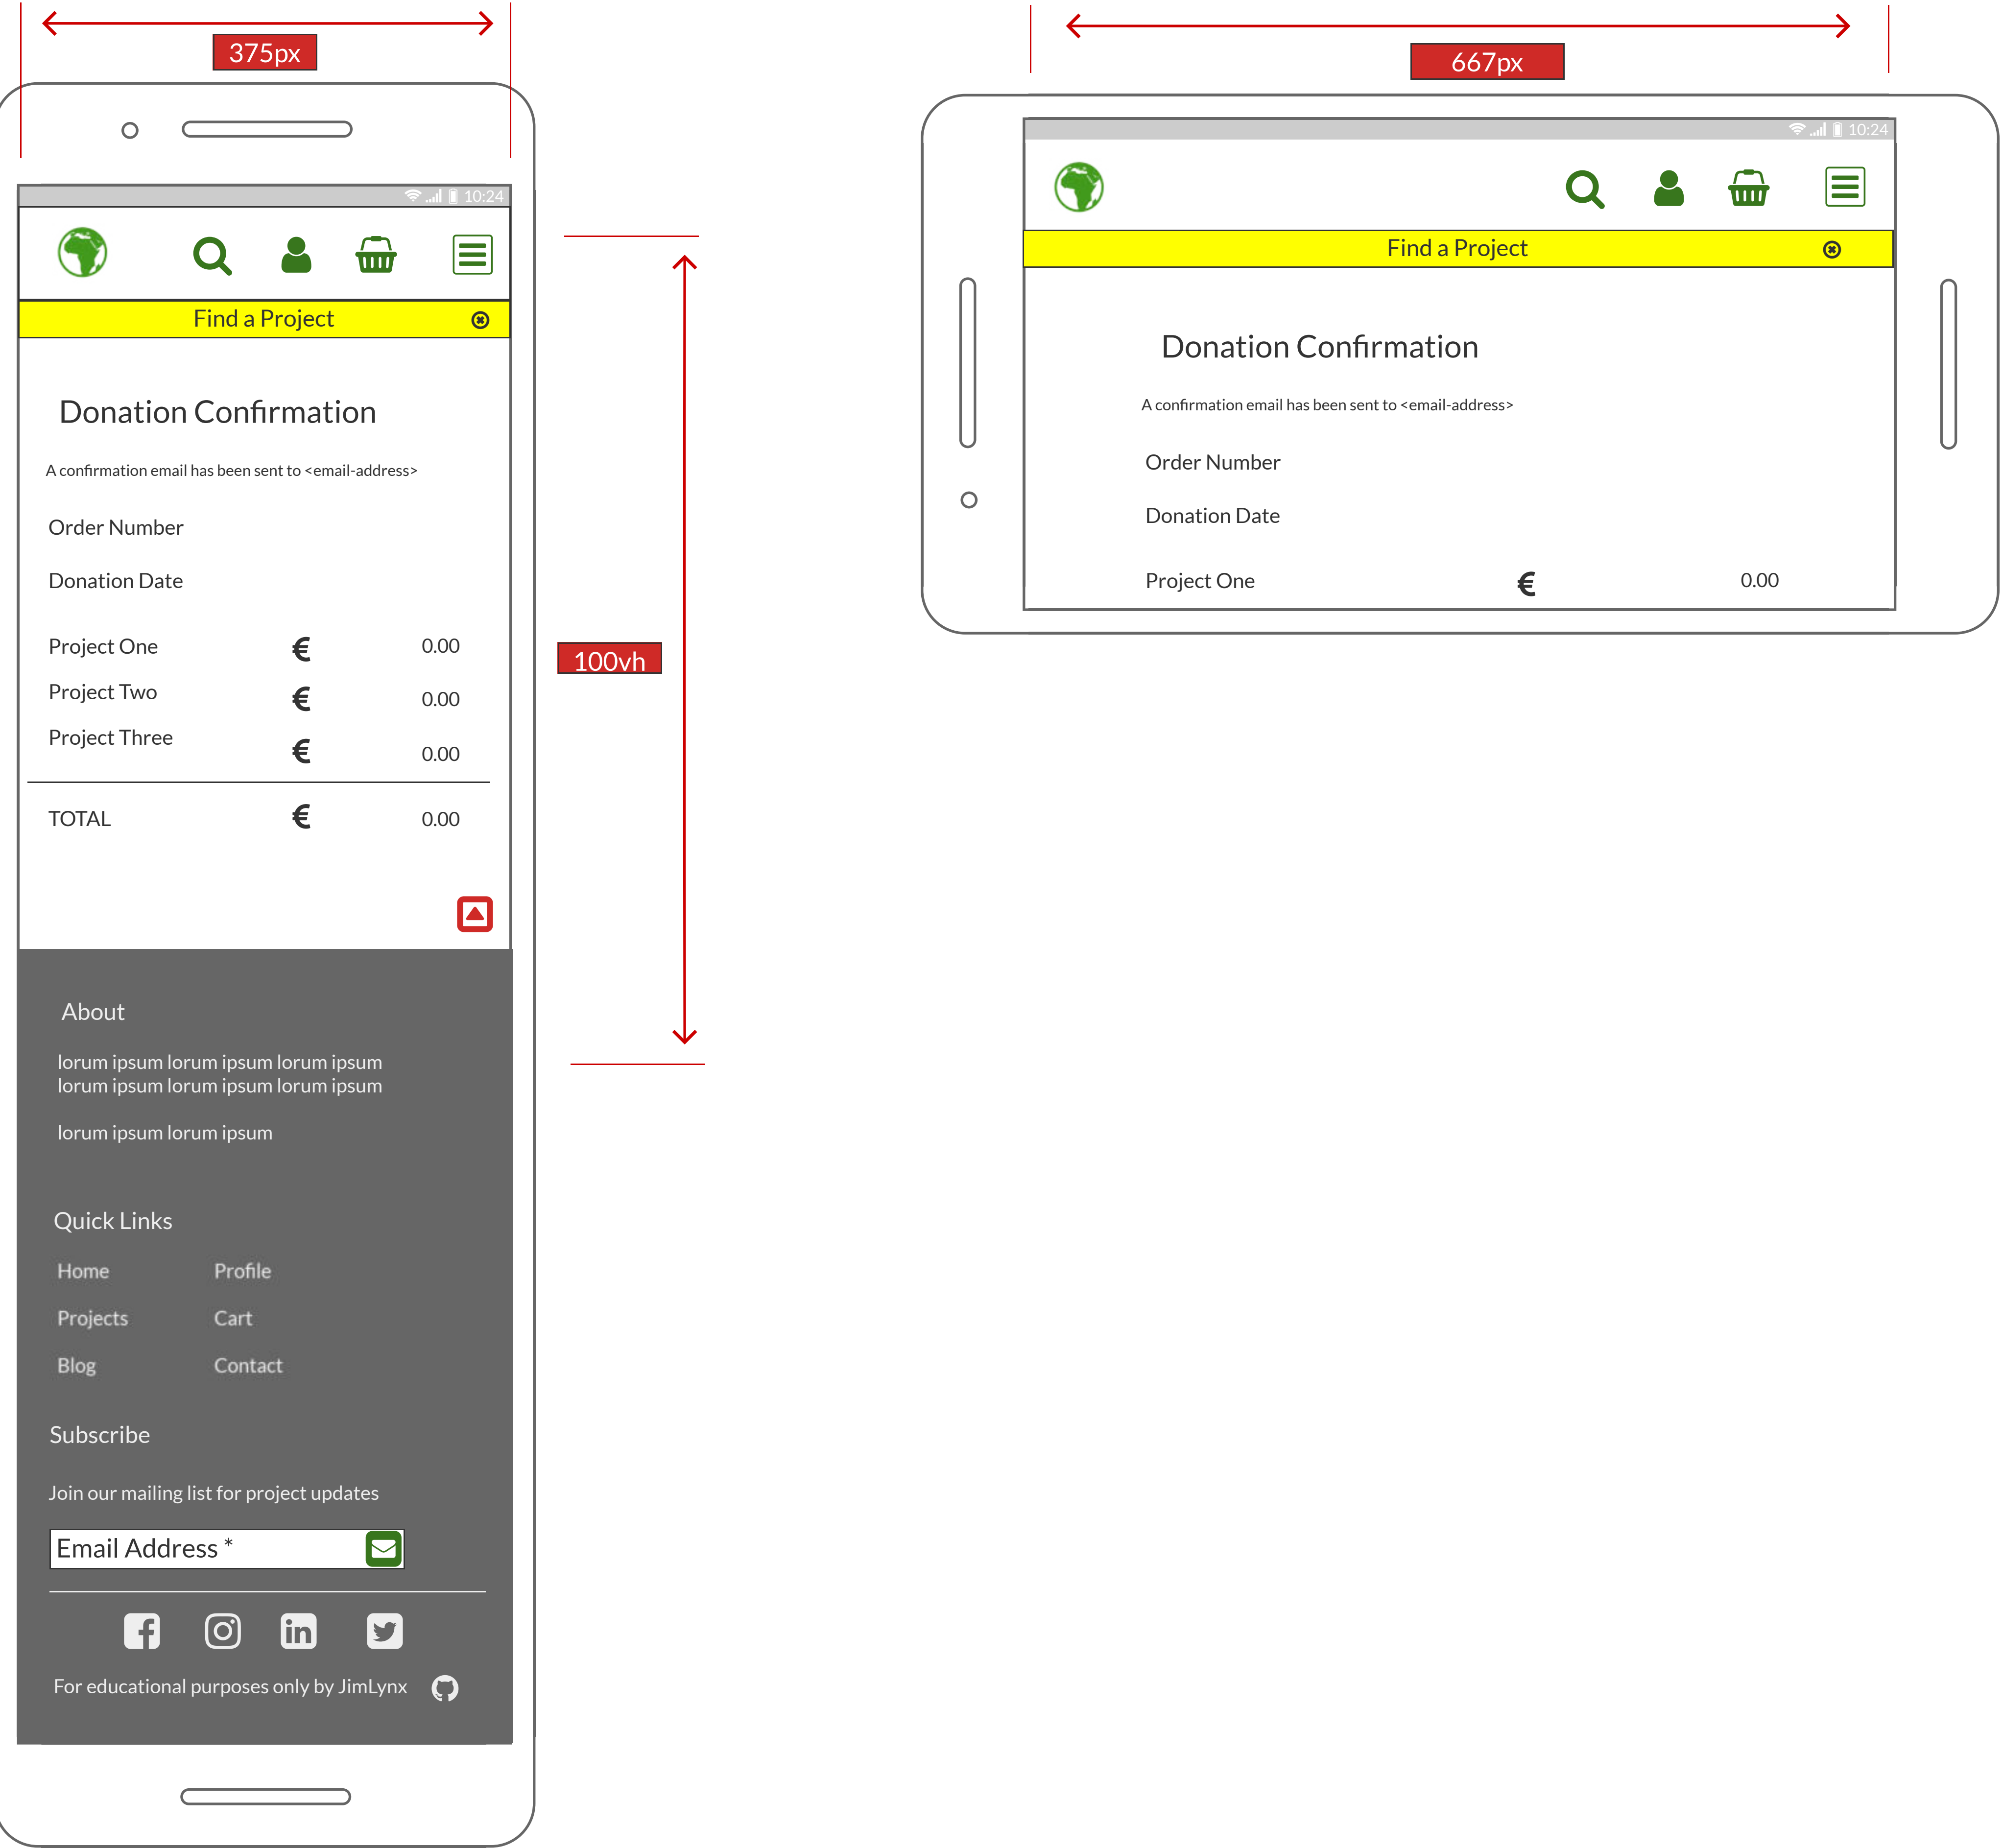 375px
10:24
Find a Project
Donation Confirmation
A confirmation email has been sent to <email-address>
Order Number
Donation Date
Project One € 0.00
Project Two € 0.00
Project Three € 0.00
TOTAL € 0.00
About
lorum ipsum lorum ipsum lorum ipsum
lorum ipsum lorum ipsum lorum ipsum
lorum ipsum lorum ipsum
Quick Links
Home Profile
Projects Cart
Blog Contact
Subscribe
Join our mailing list for project updates
Email Address *
For educational purposes only by JimLynx
100vh
667px
10:24
Find a Project
Donation Confirmation
A confirmation email has been sent to <email-address>
Order Number
Donation Date
Project One € 0.00